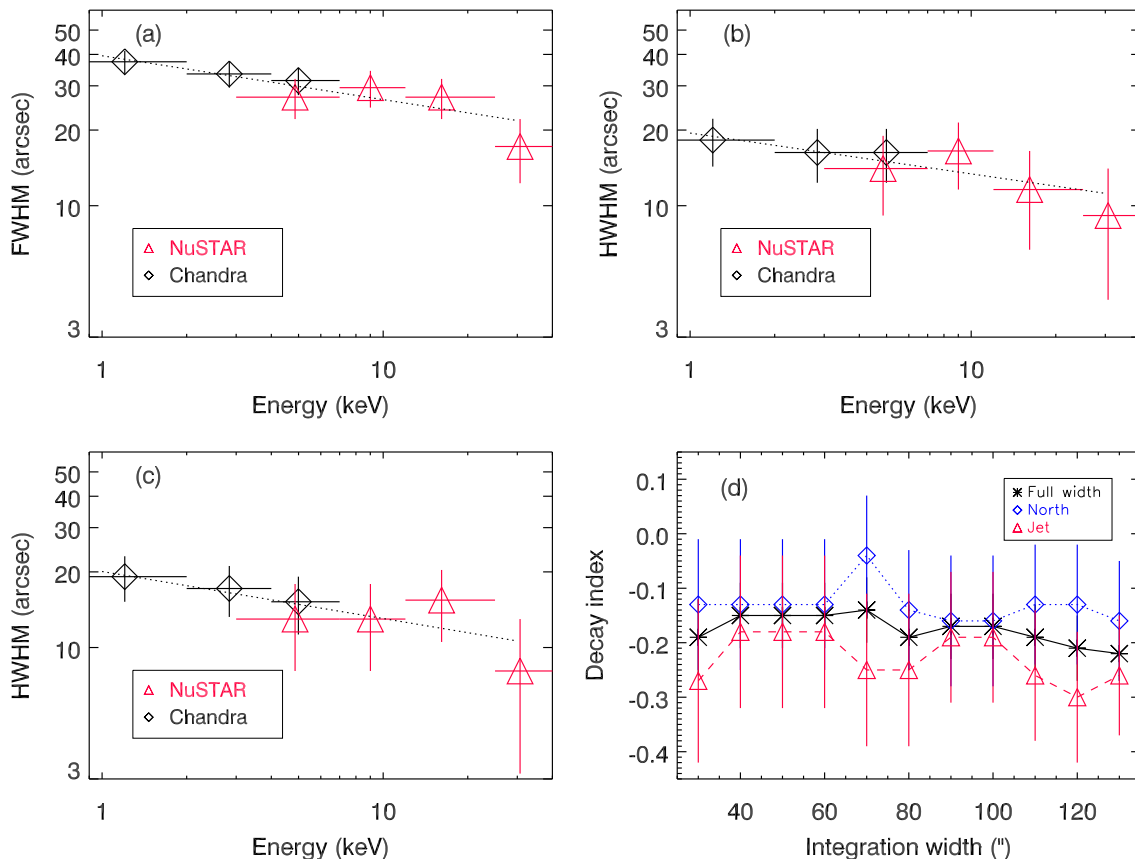 (a)
FWHM (arcsec)
50
40
30
20
10
3
NuSTAR
Chandra
1
10
Energy (keV)
(b)
HWHM (arcsec)
50
40
30
20
10
3
NuSTAR
Chandra
1
10
Energy (keV)
(c)
HWHM (arcsec)
50
40
30
20
10
3
NuSTAR
Chandra
1
10
Energy (keV)
(d)
Decay index
0.1
0.0
-0.1
-0.2
-0.3
-0.4
Full width
North
Jet
40
60
80
100
120
Integration width (")